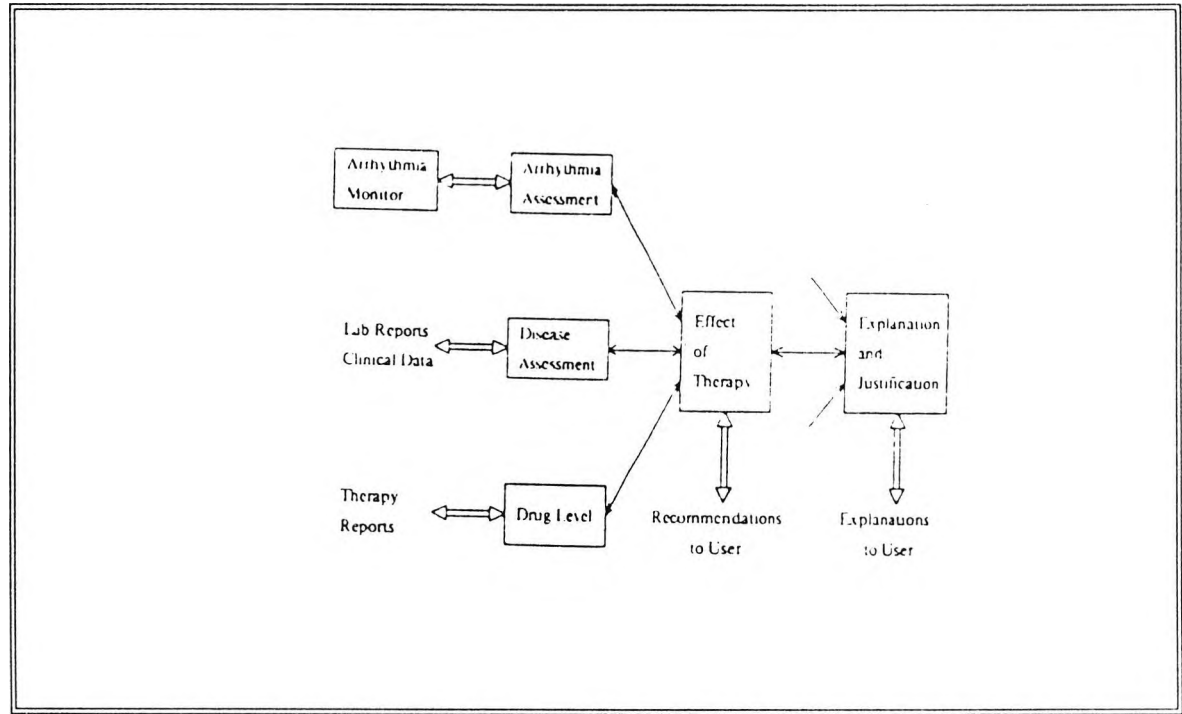 Arrhythmia
Monitor
Arrhythmia
Assessment
Lab Reports
Clinical Data
Disease
Assessment
Effect
of
Therapy
Explanation
and
Justification
Therapy
Reports
Drug Level
Recommendations
to User
Explanations
to User